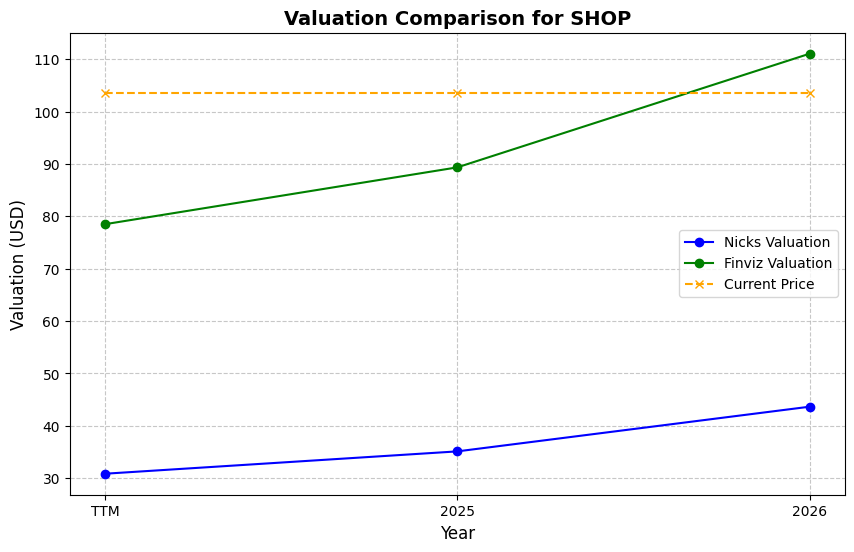 Valuation Comparison for SHOP
Valuation (USD)
110
100
90
80
70
60
50
40
30
Nicks Valuation
Finviz Valuation
Current Price
TTM
2025
2026
Year